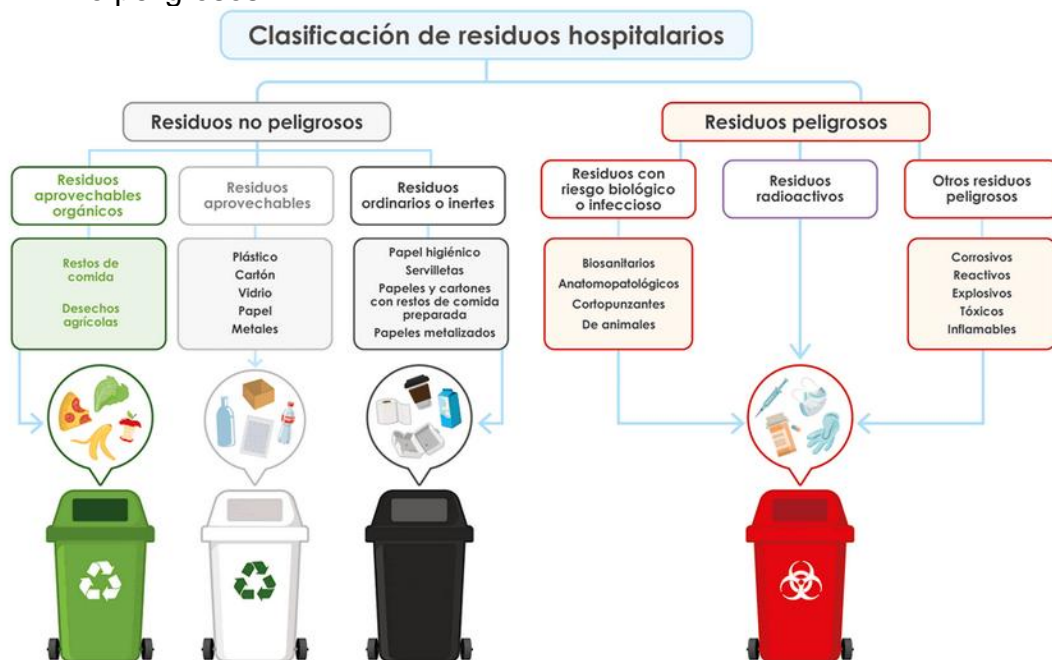 Clasificación de residuos hospitalarios
Residuos no peligrosos
Residuos peligrosos
Residuos
aprovechables
orgánicos
Residuos
aprovechables
Residuos
ordinarios o inertes
Residuos con
riesgo biológico
o infeccioso
Residuos
radioactivos
Otros residuos
peligrosos
Restos de
comida
Desechos
agrícolas
Plástico
Cartón
Vidrio
Papel
Metales
Papel higiénico
Servilletas
Papeles y cartones
con restos de comida
preparada
Papeles metalizados
Biosanitarios
Anatomopatológicos
Cortopunzantes
De animales
Corrosivos
Reactivos
Explosivos
Tóxicos
Inflamables